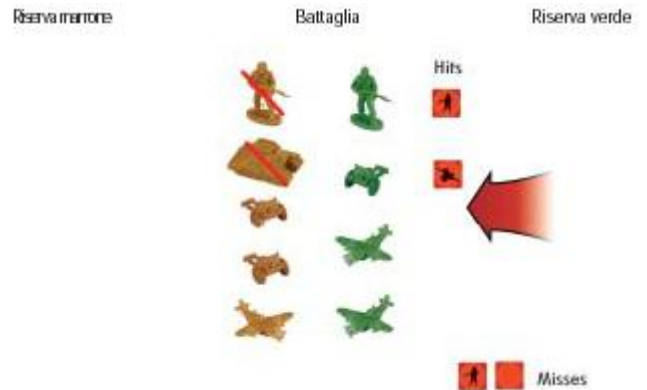 Riserva marrone
Battaglia
Riserva verde
Hits
Misses